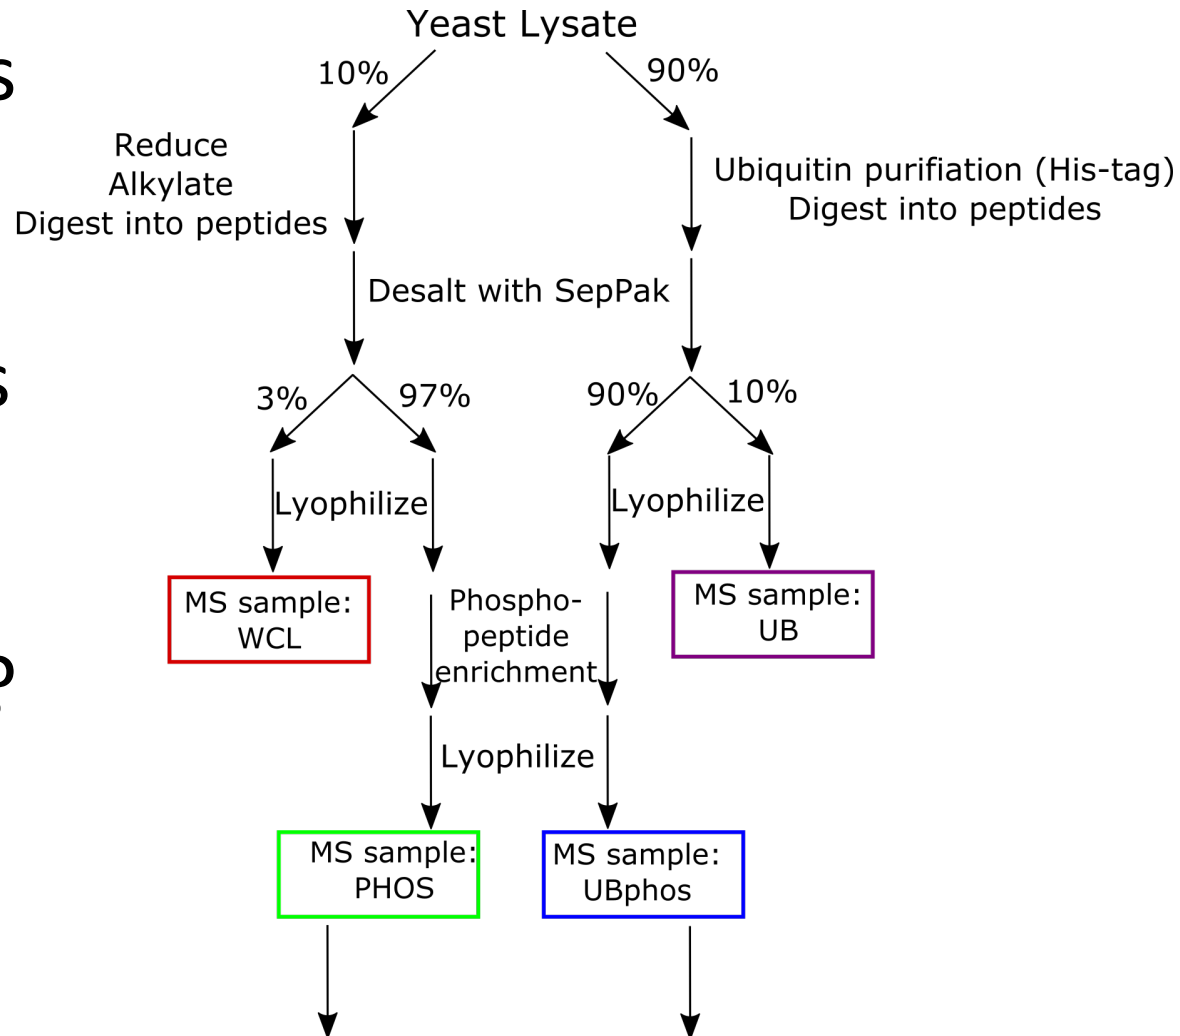 Yeast Lysate
10%
90%
s
Reduce
Alkylate
Digest into peptides
Ubiquitin purifiation (His-tag)
Digest into peptides
Desalt with SepPak
s
3%
97%
90%
10%
Lyophilize
Lyophilize
MS sample:
WCL
Phospho-
peptide
enrichment
MS sample:
UB
Lyophilize
MS sample:
PHOS
MS sample:
UBphos